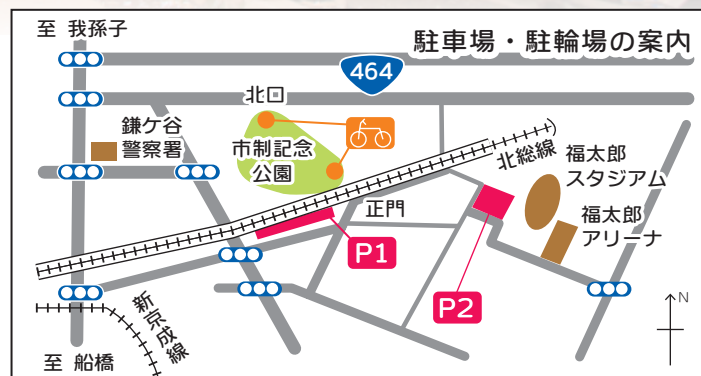 至 我孫子
駐車場・駐輪場の案内
464
北口
鎌ケ谷
警察署
市制記念
公園
北総線
福太郎
スタジアム
正門
福太郎
アリーナ
P1
P2
新京成線
至 船橋
N